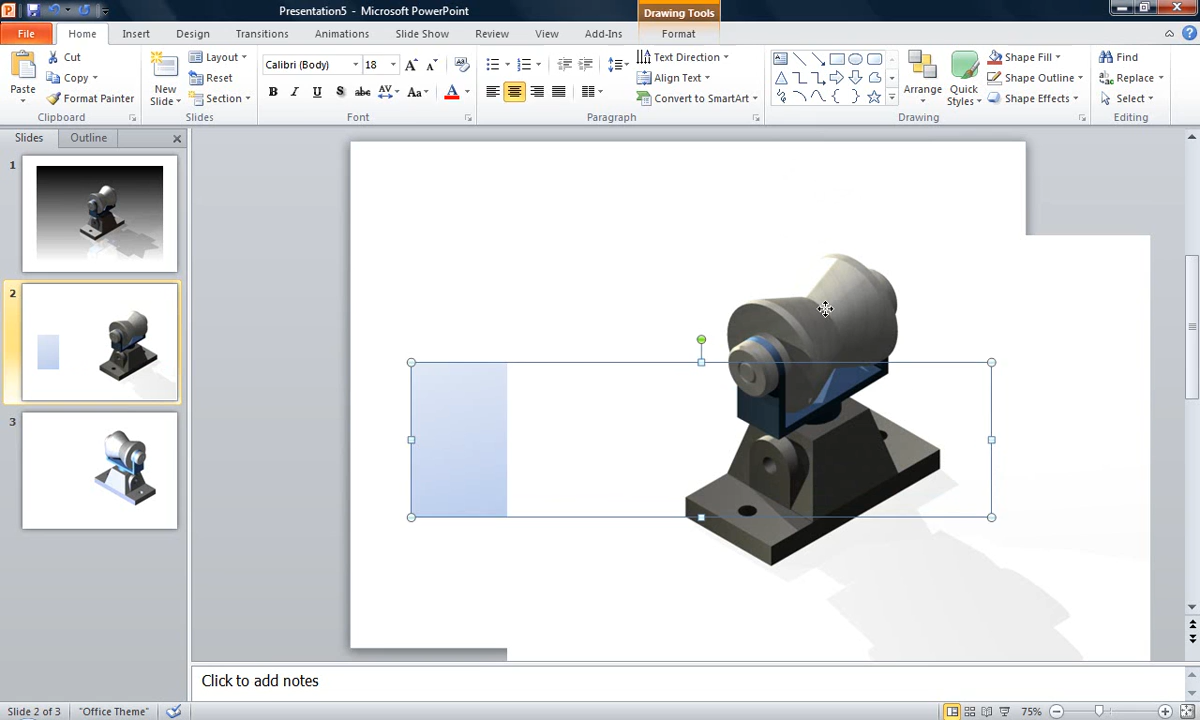 Presentation5 - Microsoft PowerPoint
Drawing Tools
File Home Insert Design Transitions Animations Slide Show Review View Add-Ins Format
Paste
Cut
Copy
Format Painter
Clipboard
New
Slide
Layout
Reset
Section
Slides
Calibri (Body) 18
B I U S abc AV Aa A
Font
Text Direction
Align Text
Convert to SmartArt
Paragraph
Arrange
Quick
Styles
Shape Fill
Shape Outline
Shape Effects
Drawing
Find
Replace
Select
Editing
Slides Outline
1
2
3
Click to add notes
Slide 2 of 3 "Office Theme" 75%